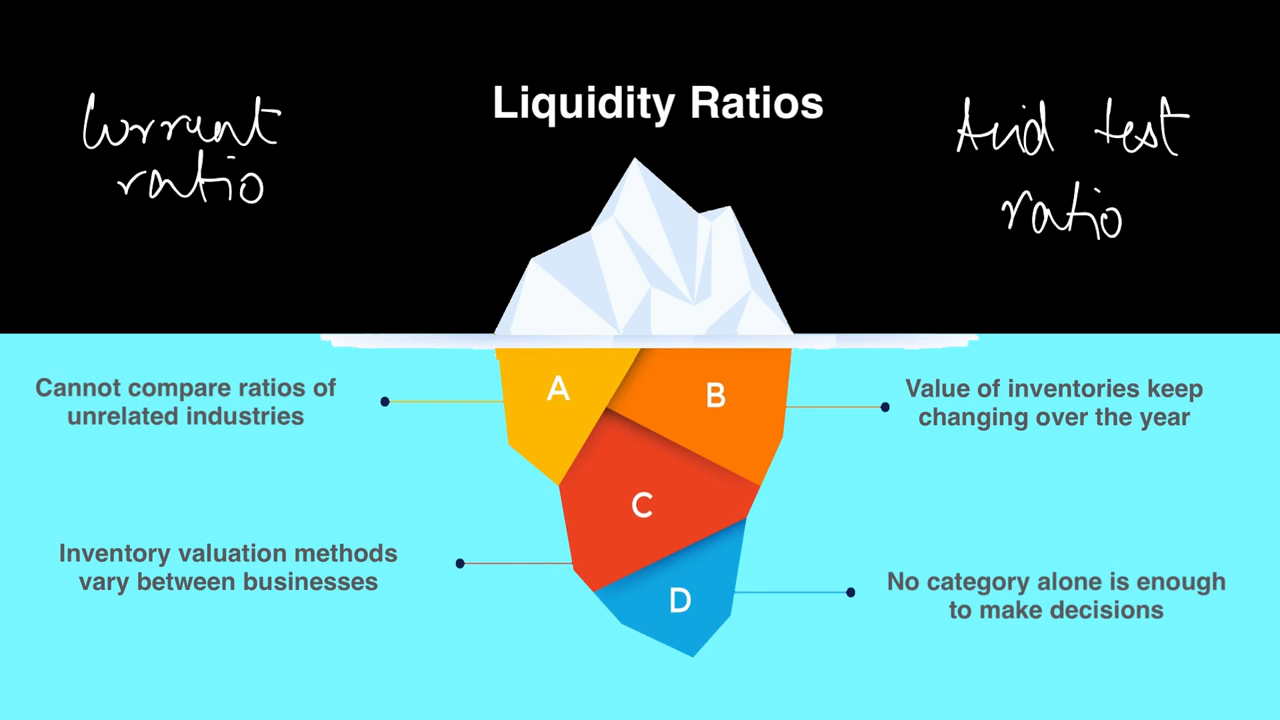 Liquidity Ratios
Current
ratio
Acid test
ratio
A
B
Cannot compare ratios of
unrelated industries
Value of inventories keep
changing over the year
C
Inventory valuation methods
vary between businesses
D
No category alone is enough
to make decisions